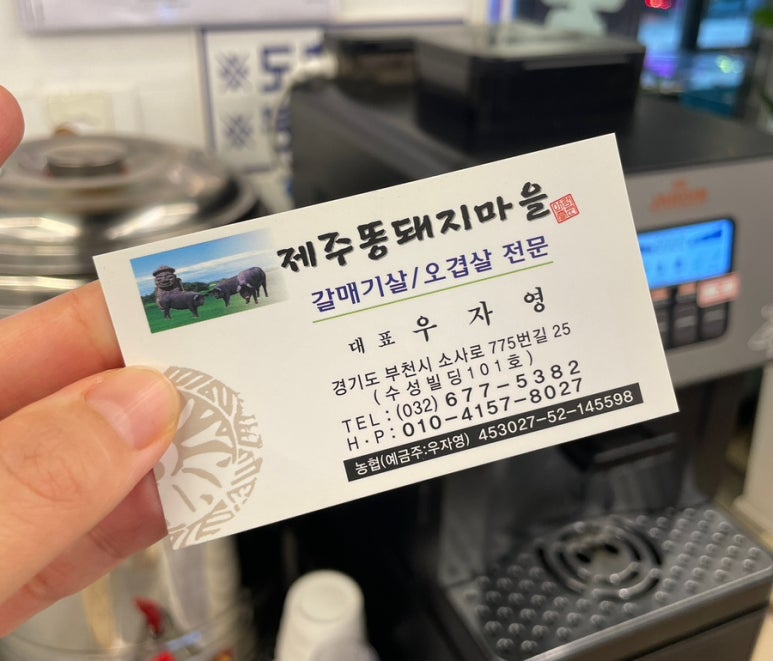 제주똥돼지마을
갈매기살/오겹살 전문
대표 우자영
경기도 부천시 소사로 775번길 25
(수성빌딩101호)
TEL:(032) 677-5382
H·P:010-4157-8027
농협(예금주:우자영) 453027-52-145598